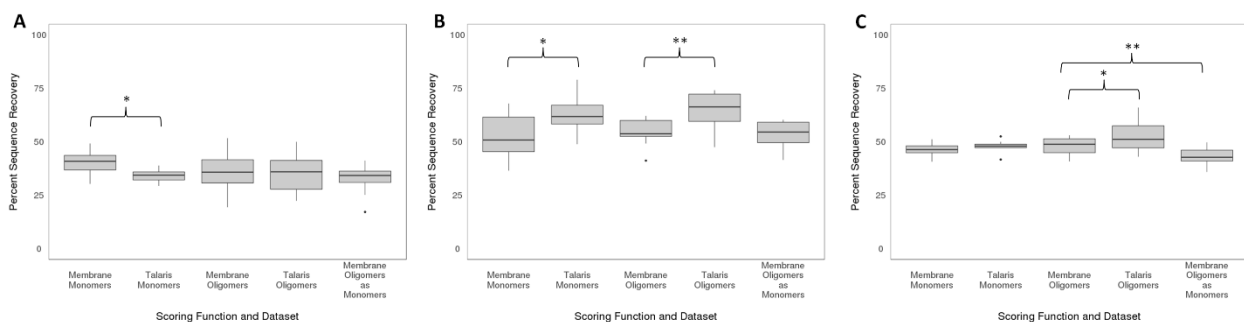 A
Percent Sequence Recovery
100
75
50
25
0
*
Membrane
Monomers
Talaris
Monomers
Membrane
Oligomers
Talaris
Oligomers
Membrane
Oligomers
as
Monomers
Scoring Function and Dataset
B
Percent Sequence Recovery
100
75
50
25
0
*
**
Membrane
Monomers
Talaris
Monomers
Membrane
Oligomers
Talaris
Oligomers
Membrane
Oligomers
as
Monomers
Scoring Function and Dataset
C
Percent Sequence Recovery
100
75
50
25
0
**
*
Membrane
Monomers
Talaris
Monomers
Membrane
Oligomers
Talaris
Oligomers
Membrane
Oligomers
as
Monomers
Scoring Function and Dataset